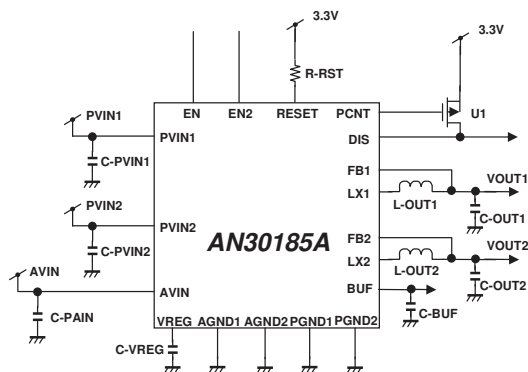 3.3V
3.3V
R-RST
EN EN2 RESET PCNT U1
PVIN1 PVIN1 DIS
C-PVIN1 FB1
LX1 VOUT1
L-OUT1 C-OUT1
PVIN2 PVIN2
C-PVIN2 AN30185A FB2
LX2 VOUT2
L-OUT2 C-OUT2
AVIN AVIN BUF
C-PAIN C-BUF
VREG AGND1 AGND2 PGND1 PGND2
C-VREG